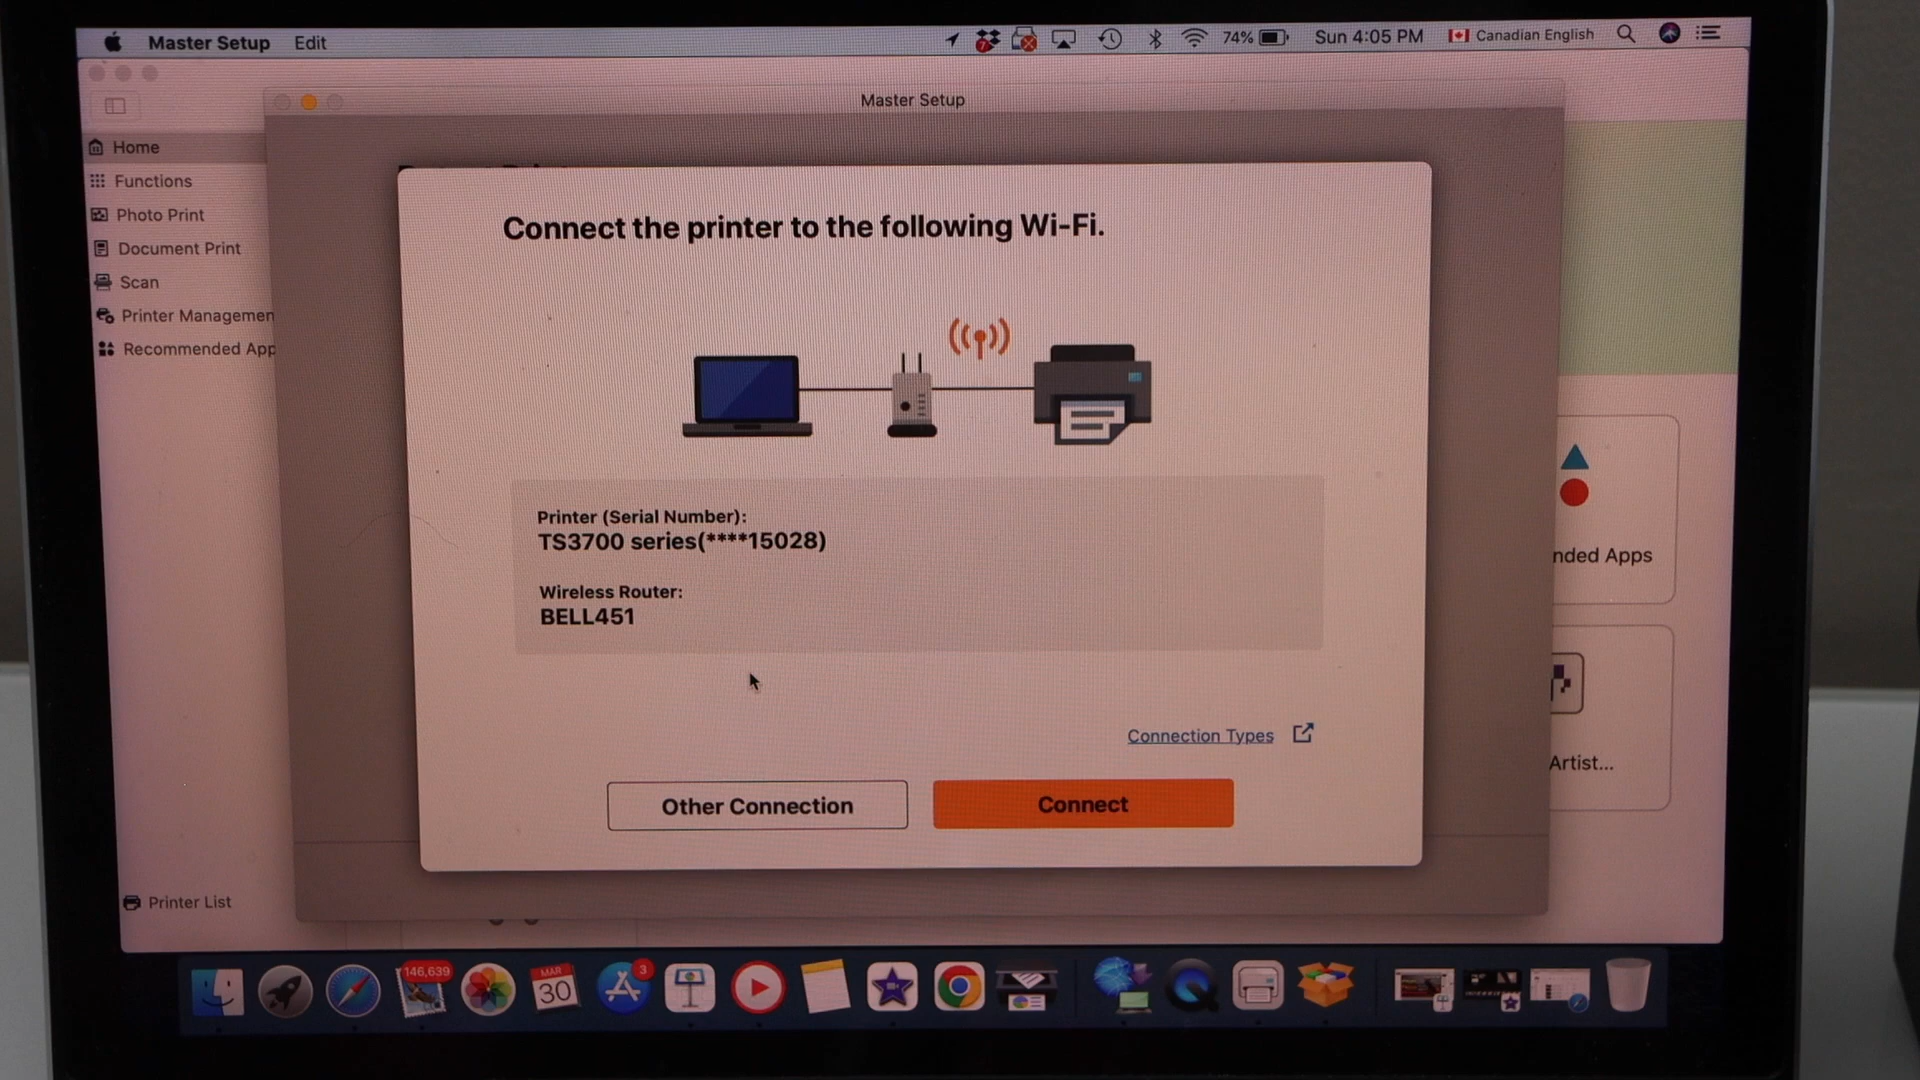 Master Setup Edit
7 74% Sun 4:05 PM Canadian English
Master Setup
Home
Functions
Photo Print
Document Print
Scan
Printer Managemen
Recommended App
Connect the printer to the following Wi-Fi.
Printer (Serial Number):
TS3700 series(****15028)
Wireless Router:
BELL451
Connection Types
Other Connection
Connect
nded Apps
Artist...
Printer List
146,639
MAR
30
3